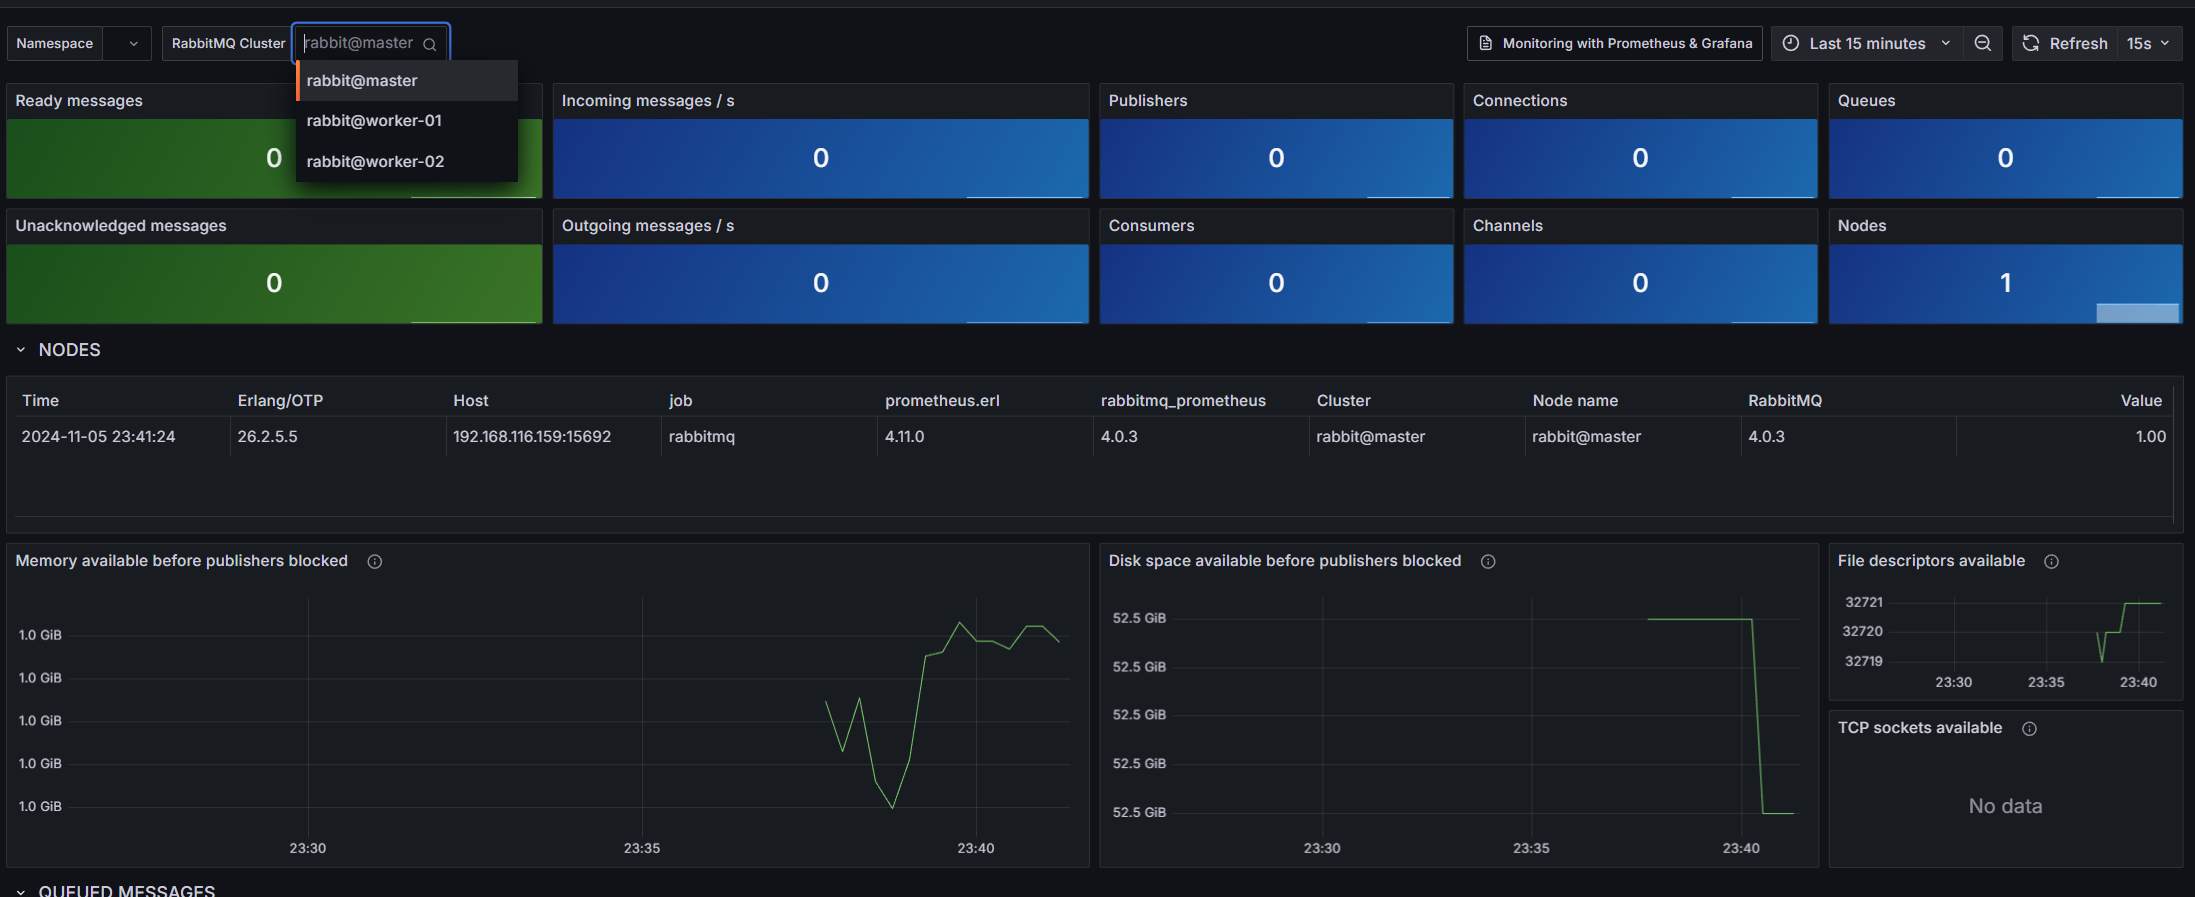 Namespace
RabbitMQ Cluster
rabbit@master
Monitoring with Prometheus & Grafana
Last 15 minutes
Refresh
15s
rabbit@master
rabbit@worker-01
rabbit@worker-02
Ready messages
0
Incoming messages / s
0
Publishers
0
Connections
0
Queues
0
Unacknowledged messages
0
Outgoing messages / s
0
Consumers
0
Channels
0
Nodes
1
NODES
Time Erlang/OTP Host job prometheus.erl rabbitmq_prometheus Cluster Node name RabbitMQ Value
2024-11-05 23:41:24 26.2.5.5 192.168.116.159:15692 rabbitmq 4.11.0 4.0.3 rabbit@master rabbit@master 4.0.3 1.00
Memory available before publishers blocked
1.0 GiB
1.0 GiB
1.0 GiB
1.0 GiB
1.0 GiB
23:30 23:35 23:40
Disk space available before publishers blocked
52.5 GiB
52.5 GiB
52.5 GiB
52.5 GiB
52.5 GiB
23:30 23:35 23:40
File descriptors available
32721
32720
32719
23:30 23:35 23:40
TCP sockets available
No data
QUEUED MESSAGES